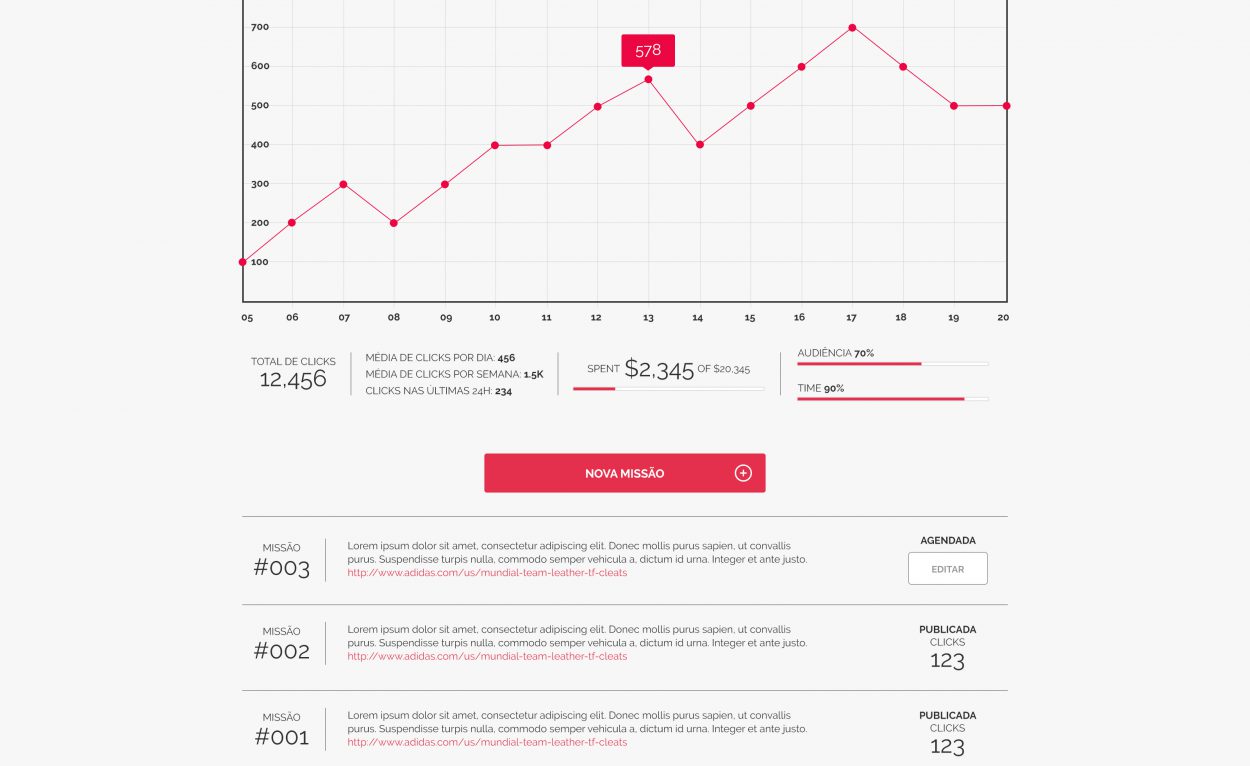 700
578
600
500
400
300
200
100
05 06 07 08 09 10 11 12 13 14 15 16 17 18 19 20
TOTAL DE CLICKS
12,456
MÉDIA DE CLICKS POR DIA: 456
MÉDIA DE CLICKS POR SEMANA: 1.5K
CLICKS NAS ÚLTIMAS 24H: 234
SPENT $2,345 OF $20,345
AUDIÊNCIA 70%
TIME 90%
NOVA MISSÃO
MISSÃO
#003
Lorem ipsum dolor sit amet, consectetur adipiscing elit. Donec mollis purus sapien, ut convallis
purus. Suspendisse turpis nulla, commodo semper vehicula a, dictum id urna. Integer et ante justo.
http://www.adidas.com/us/mundial-team-leather-tf-cleats
AGENDADA
EDITAR
MISSÃO
#002
Lorem ipsum dolor sit amet, consectetur adipiscing elit. Donec mollis purus sapien, ut convallis
purus. Suspendisse turpis nulla, commodo semper vehicula a, dictum id urna. Integer et ante justo.
http://www.adidas.com/us/mundial-team-leather-tf-cleats
PUBLICADA
CLICKS
123
MISSÃO
#001
Lorem ipsum dolor sit amet, consectetur adipiscing elit. Donec mollis purus sapien, ut convallis
purus. Suspendisse turpis nulla, commodo semper vehicula a, dictum id urna. Integer et ante justo.
http://www.adidas.com/us/mundial-team-leather-tf-cleats
PUBLICADA
CLICKS
123